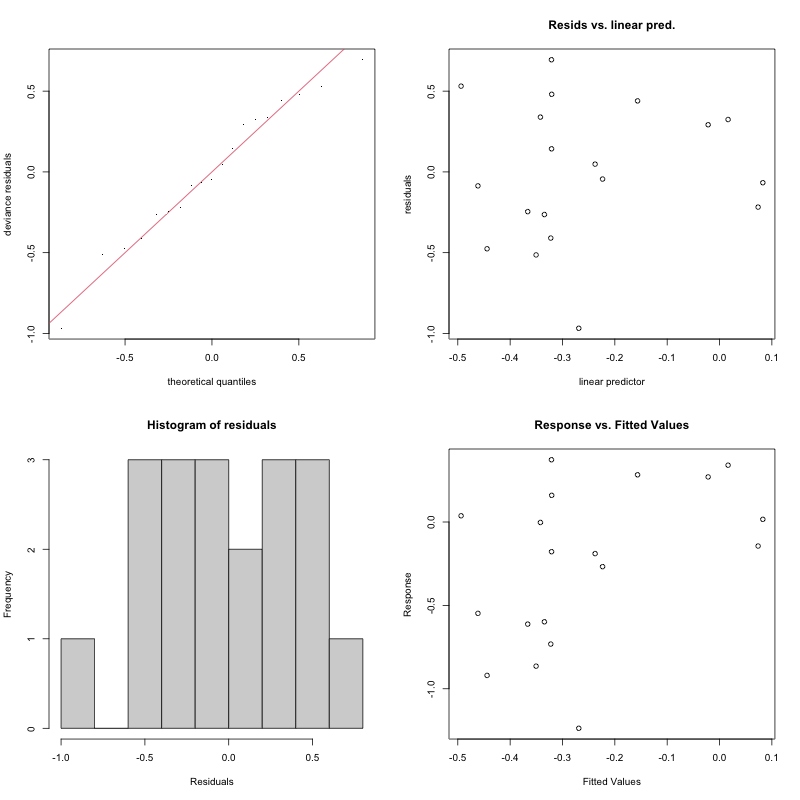 deviance residuals
0.5
0.0
-0.5
-1.0
-0.5 0.0 0.5
theoretical quantiles
Resids vs. linear pred.
residuals
0.5
0.0
-0.5
-1.0
-0.5 -0.4 -0.3 -0.2 -0.1 0.0 0.1
linear predictor
Histogram of residuals
Frequency
3
2
1
0
-1.0 -0.5 0.0 0.5
Residuals
Response vs. Fitted Values
Response
0.0
-0.5
-1.0
-0.5 -0.4 -0.3 -0.2 -0.1 0.0 0.1
Fitted Values